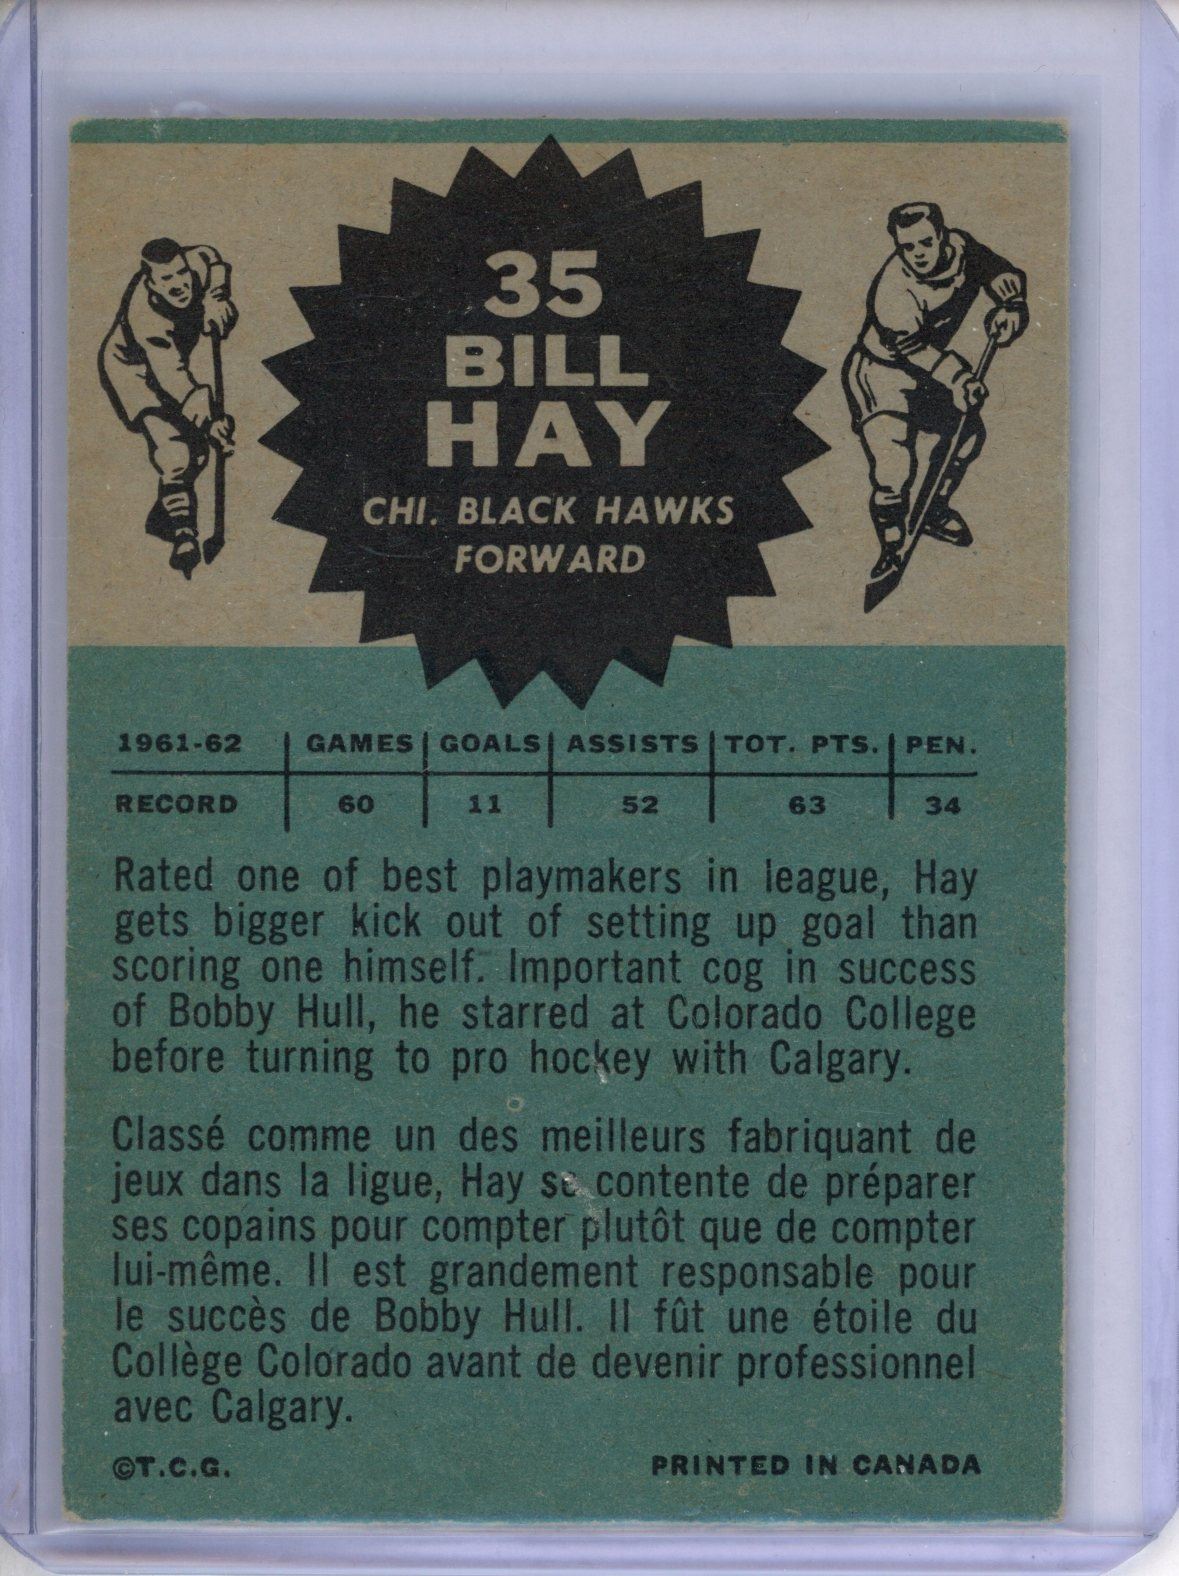 35
BILL
HAY
CHI. BLACK HAWKS
FORWARD
1961-62 GAMES GOALS ASSISTS TOT. PTS. PEN.
RECORD 60 11 52 63 34
Rated one of best playmakers in league, Hay
gets bigger kick out of setting up goal than
scoring one himself. Important cog in success
of Bobby Hull, he starred at Colorado College
before turning to pro hockey with Calgary.
Classé comme un des meilleurs fabriquant de
jeux dans la ligue, Hay se contente de préparer
ses copains pour compter plutôt que de compter
lui-même. Il est grandement responsable pour
le succès de Bobby Hull. Il fût une étoile du
Collège Colorado avant de devenir professionnel
avec Calgary.
©T.C.G. PRINTED IN CANADA